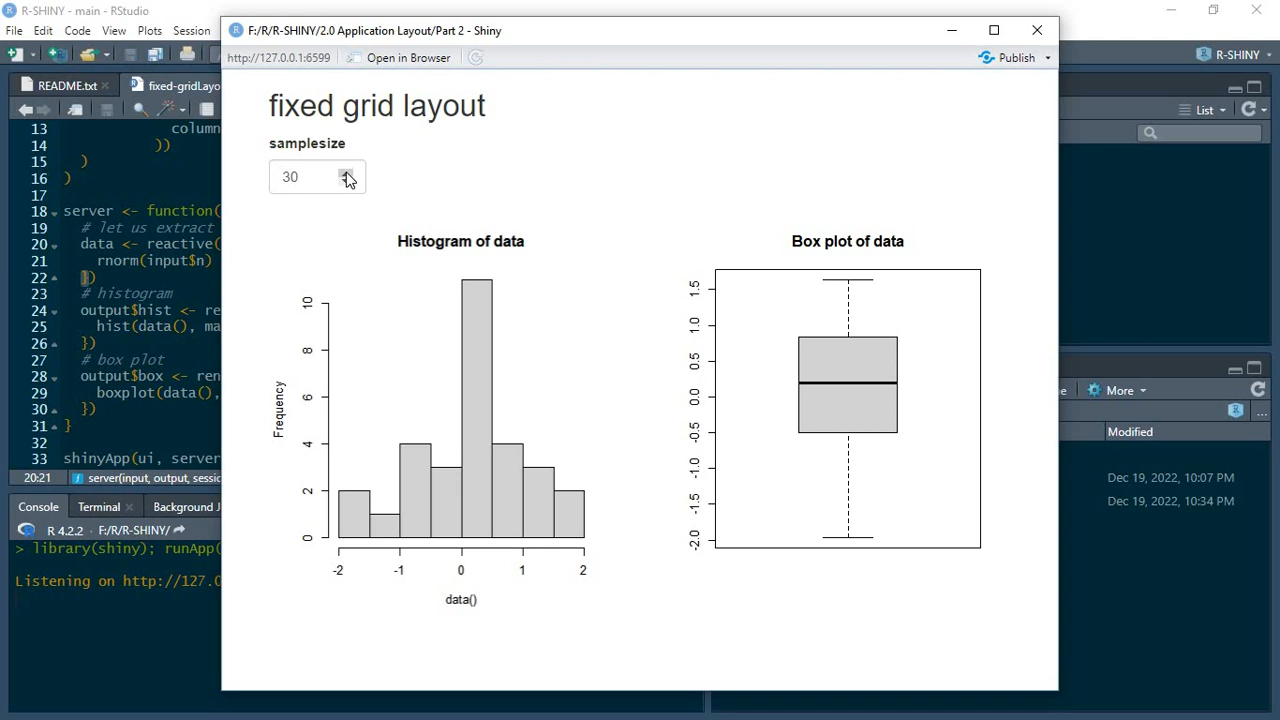 R-SHINY - main - RStudio
File Edit Code View Plots Session
R-SHINY
README.txt
fixed-gridLayo
List
13 column
14 ))
15 )
16 )
17
18 server <- function(
19 # let us extract
20 data <- reactive(
21 rnorm(input$n)
22 })
23 # histogram
24 output$hist <- re
25 hist(data(), ma
26 })
27 # box plot
28 output$box <- ren
29 boxplot(data(),
30 })
31 }
32
33 shinyApp(ui, server
20:21 server(input, output, sessio
Console Terminal Background J
R 4.2.2 · F:/R/R-SHINY/
> library(shiny); runApp(
Listening on http://127.0
F:/R/R-SHINY/2.0 Application Layout/Part 2 - Shiny
http://127.0.0.1:6599 Open in Browser Publish
fixed grid layout
samplesize
30
Histogram of data
Frequency
10
8
6
4
2
0
-2 -1 0 1 2
data()
Box plot of data
1.5
1.0
0.5
0.0
-0.5
-1.0
-1.5
-2.0
More
...
Modified
Dec 19, 2022, 10:07 PM
Dec 19, 2022, 10:34 PM